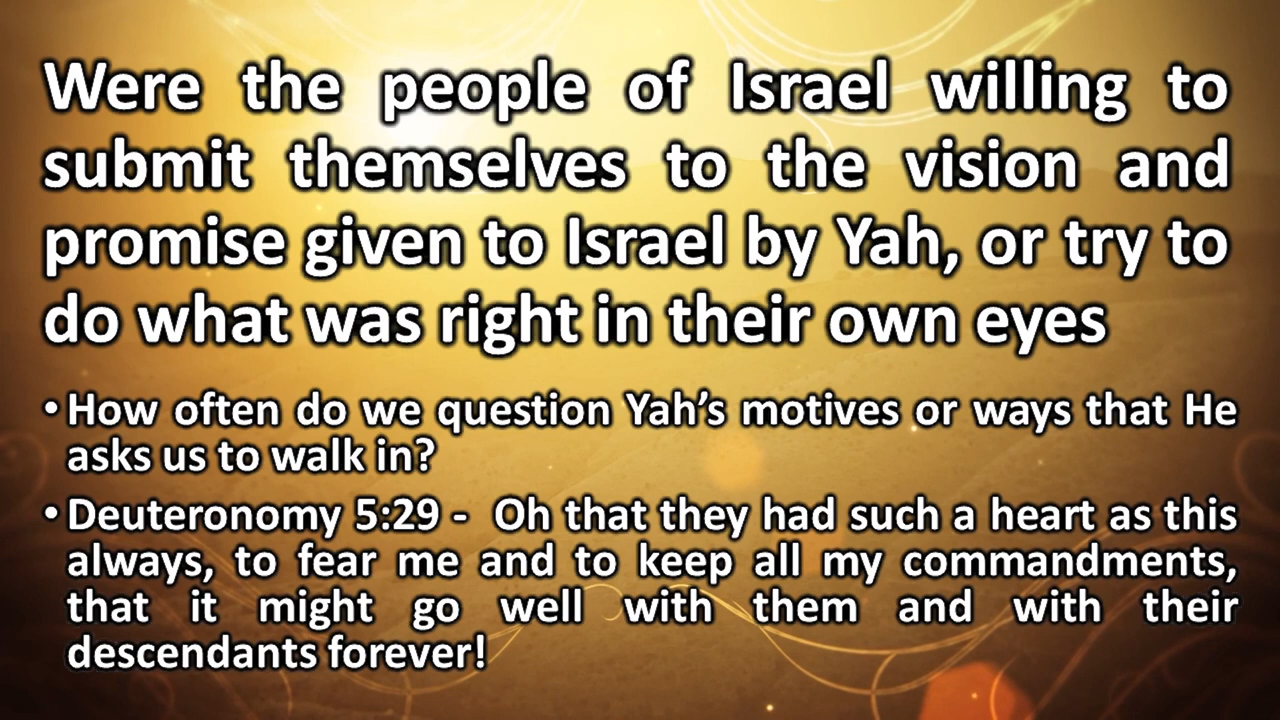 Were the people of Israel willing to
submit themselves to the vision and
promise given to Israel by Yah, or try to
do what was right in their own eyes
• How often do we question Yah’s motives or ways that He
asks us to walk in?
• Deuteronomy 5:29 - Oh that they had such a heart as this
always, to fear me and to keep all my commandments,
that it might go well with them and with their
descendants forever!